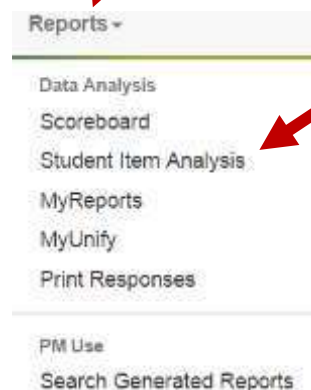 Reports
Data Analysis
Scoreboard
Student Item Analysis
MyReports
MyUnify
Print Responses
PM Use
Search Generated Reports